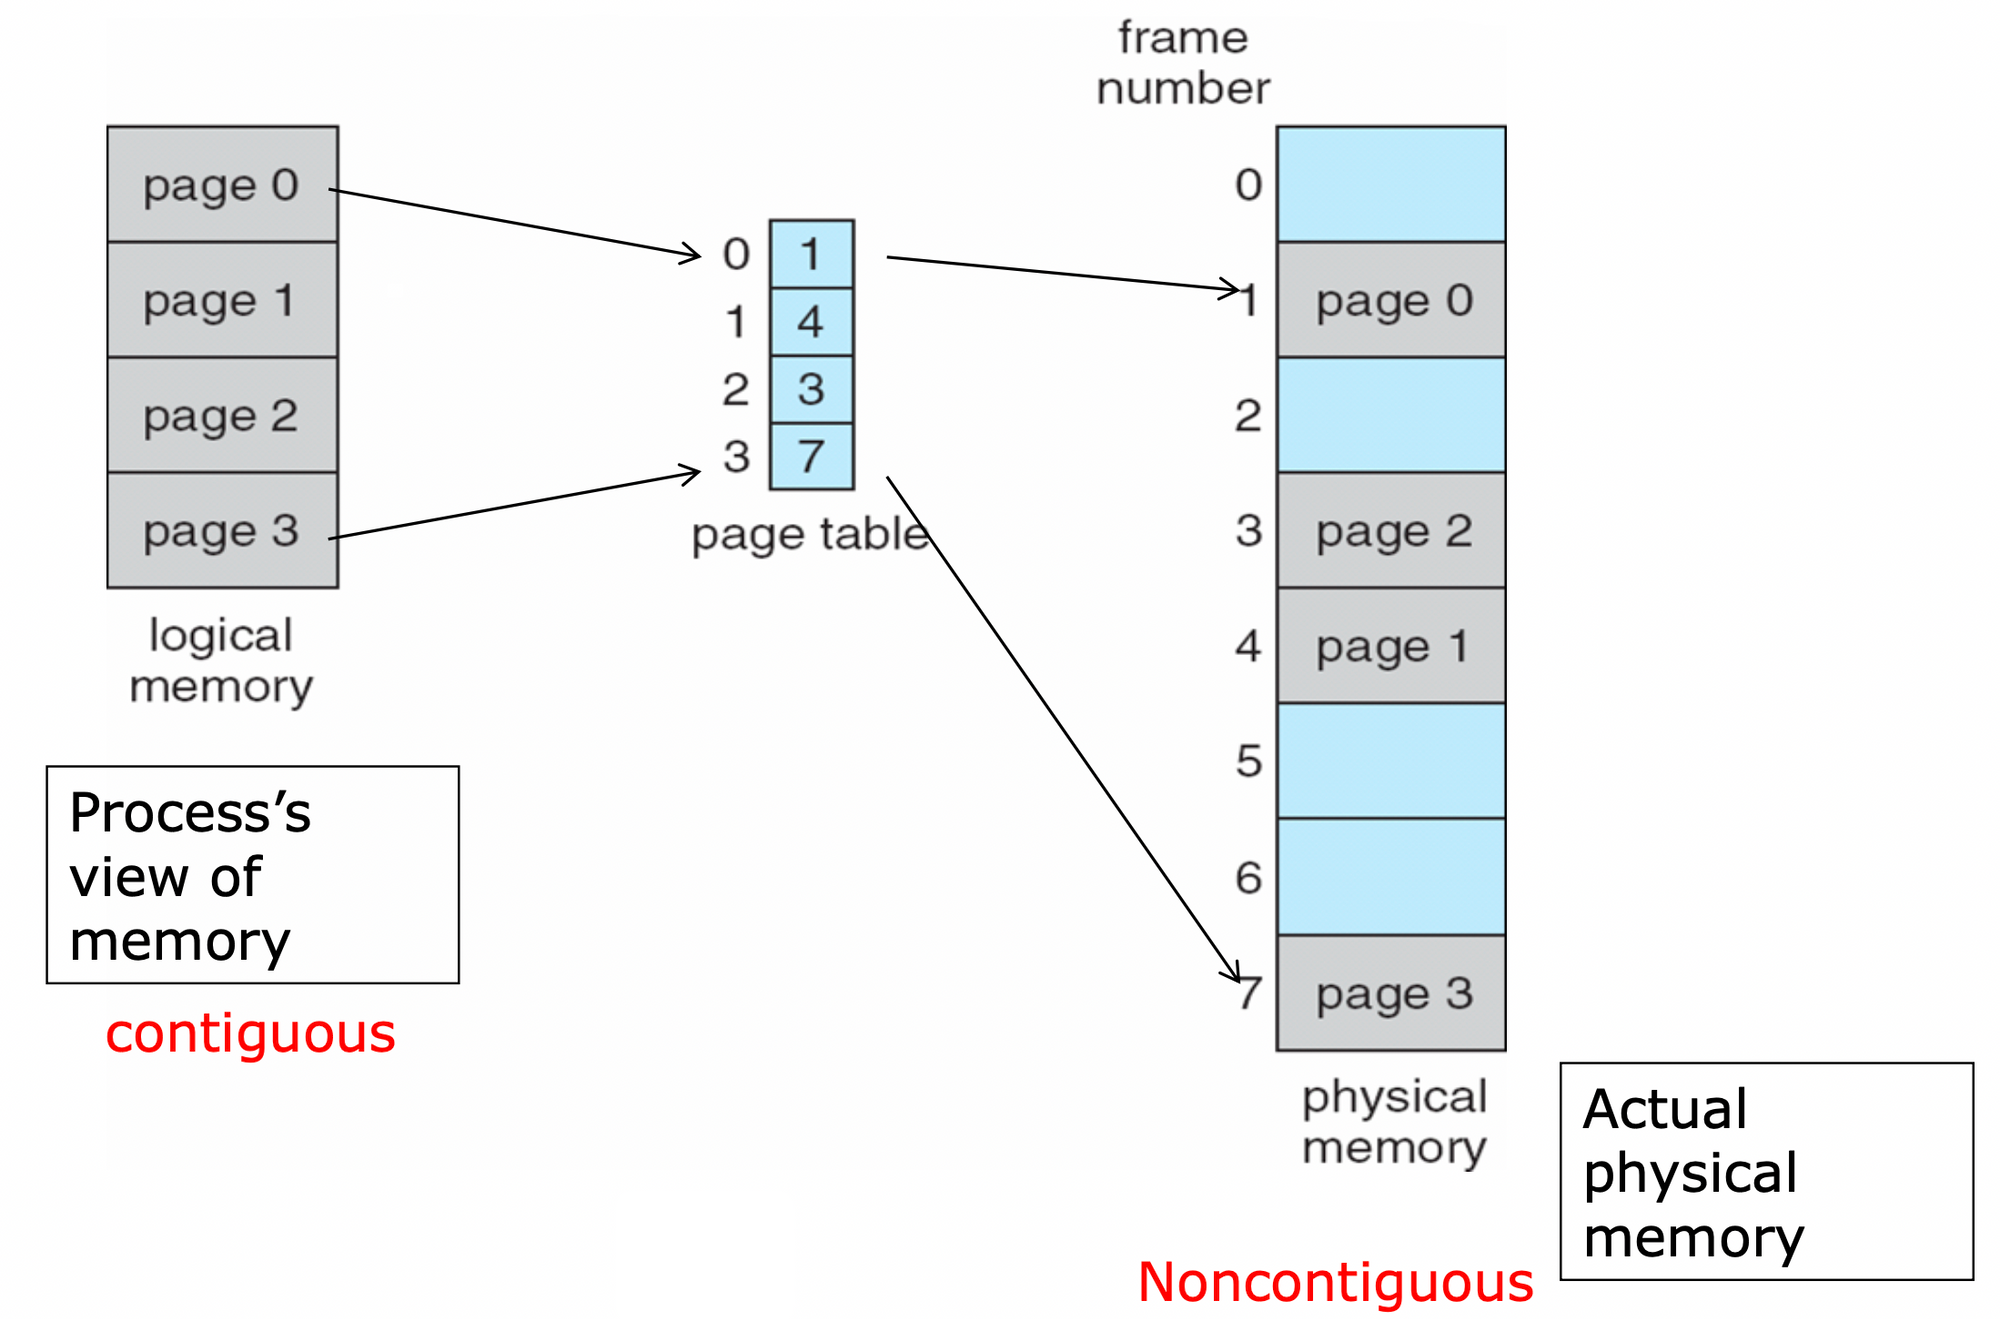 frame
number
page 0
page 1
page 2
page 3
logical
memory
0 1
1 4
2 3
3 7
page table
0
1 page 0
2
3 page 2
4 page 1
5
6
7 page 3
physical
memory
Process’s
view of
memory
contiguous
Actual
physical
memory
Noncontiguous